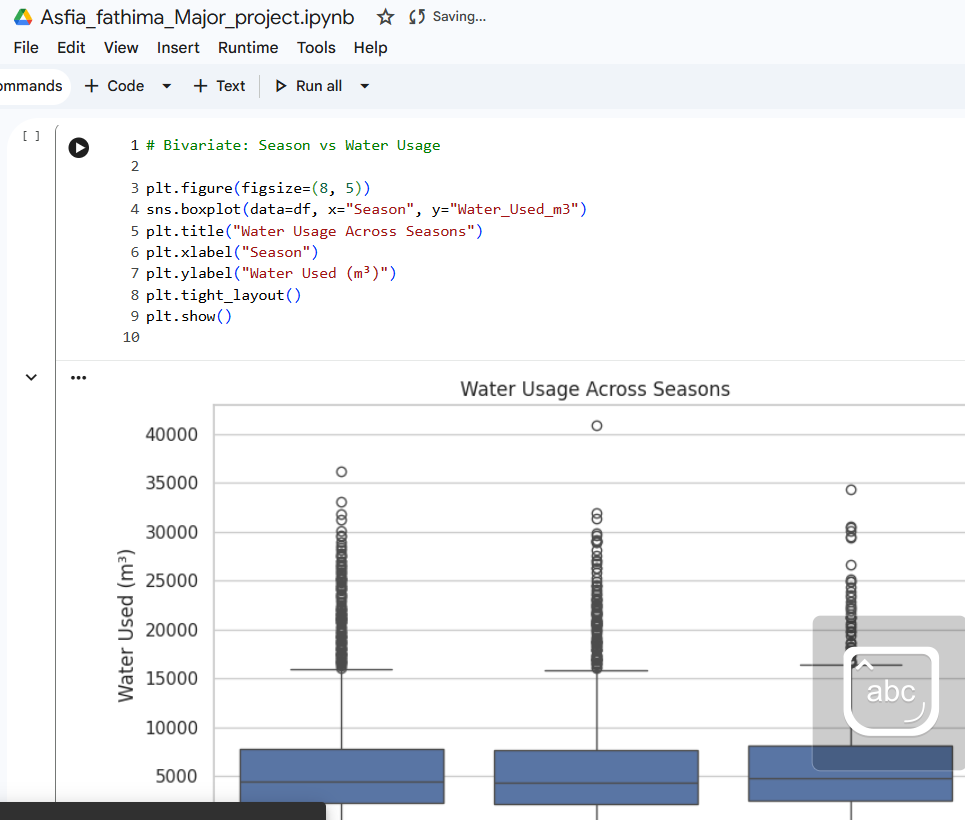 Asfia_fathima_Major_project.ipynb Saving...
File Edit View Insert Runtime Tools Help
ommands + Code + Text Run all
[ ]
1 # Bivariate: Season vs Water Usage
2
3 plt.figure(figsize=(8, 5))
4 sns.boxplot(data=df, x="Season", y="Water_Used_m3")
5 plt.title("Water Usage Across Seasons")
6 plt.xlabel("Season")
7 plt.ylabel("Water Used (m³)")
8 plt.tight_layout()
9 plt.show()
10
Water Usage Across Seasons
Water Used (m³)
40000
35000
30000
25000
20000
15000
10000
5000
abc